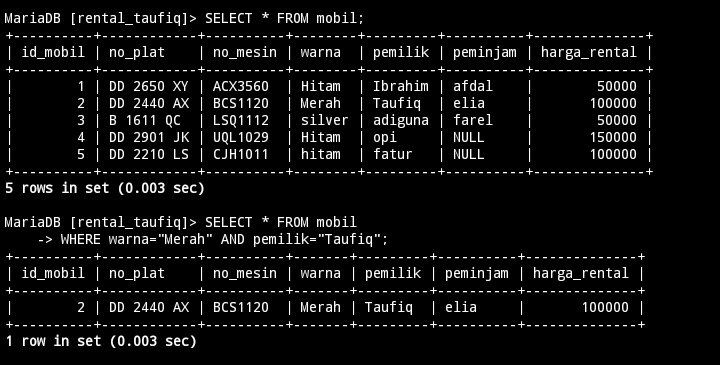 MariaDB [rental_taufiq]> SELECT * FROM mobil;
+----------+------------+----------+--------+---------+----------+--------------+
| id_mobil | no_plat    | no_mesin | warna  | pemilik | peminjam | harga_rental |
+----------+------------+----------+--------+---------+----------+--------------+
|        1 | DD 2650 XY | ACX3560  | Hitam  | Ibrahim | afdal    |        50000 |
|        2 | DD 2440 AX | BCS1120  | Merah  | Taufiq  | elia     |       100000 |
|        3 | B 1611 QC  | LSQ1112  | silver | adiguna | farel    |        50000 |
|        4 | DD 2901 JK | UQL1029  | Hitam  | opi     | NULL     |       150000 |
|        5 | DD 2210 LS | CJH1011  | hitam  | fatur   | NULL     |       100000 |
+----------+------------+----------+--------+---------+----------+--------------+
5 rows in set (0.003 sec)

MariaDB [rental_taufiq]> SELECT * FROM mobil
    -> WHERE warna="Merah" AND pemilik="Taufiq";
+----------+------------+----------+-------+---------+----------+--------------+
| id_mobil | no_plat    | no_mesin | warna | pemilik | peminjam | harga_rental |
+----------+------------+----------+-------+---------+----------+--------------+
|        2 | DD 2440 AX | BCS1120  | Merah | Taufiq  | elia     |       100000 |
+----------+------------+----------+-------+---------+----------+--------------+
1 row in set (0.003 sec)